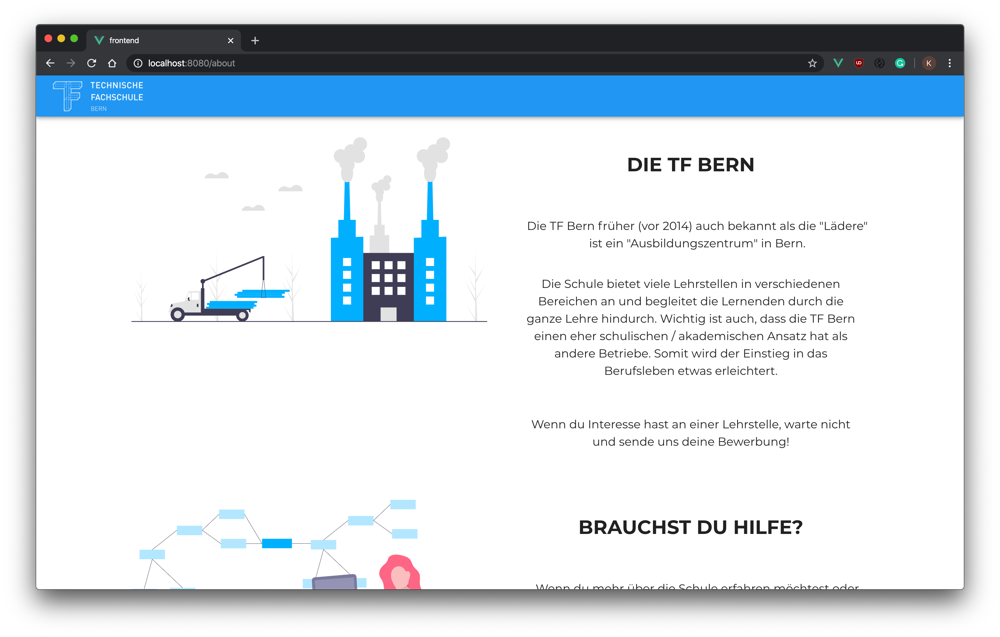 frontend
localhost:8080/about
K
TECHNISCHE
FACHSCHULE
BERN
DIE TF BERN
Die TF Bern früher (vor 2014) auch bekannt als die "Lädere"
ist ein "Ausbildungszentrum" in Bern.
Die Schule bietet viele Lehrstellen in verschiedenen
Bereichen an und begleitet die Lernenden durch die
ganze Lehre hindurch. Wichtig ist auch, dass die TF Bern
einen eher schulischen / akademischen Ansatz hat als
andere Betriebe. Somit wird der Einstieg in das
Berufsleben etwas erleichtert.
Wenn du Interesse hast an einer Lehrstelle, warte nicht
und sende uns deine Bewerbung!
BRAUCHST DU HILFE?
Wenn du mehr über die Schule erfahren möchtest oder